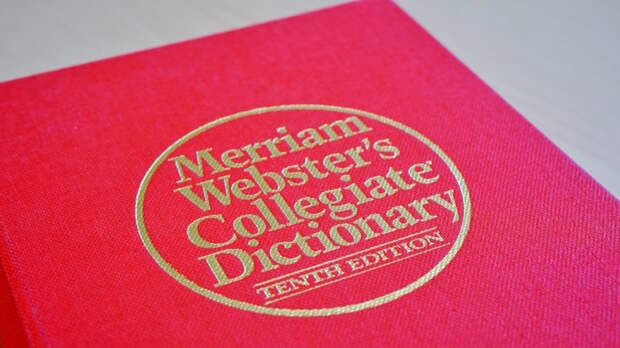 Merriam
Webster's
Collegiate®
Dictionary
TENTH EDITION